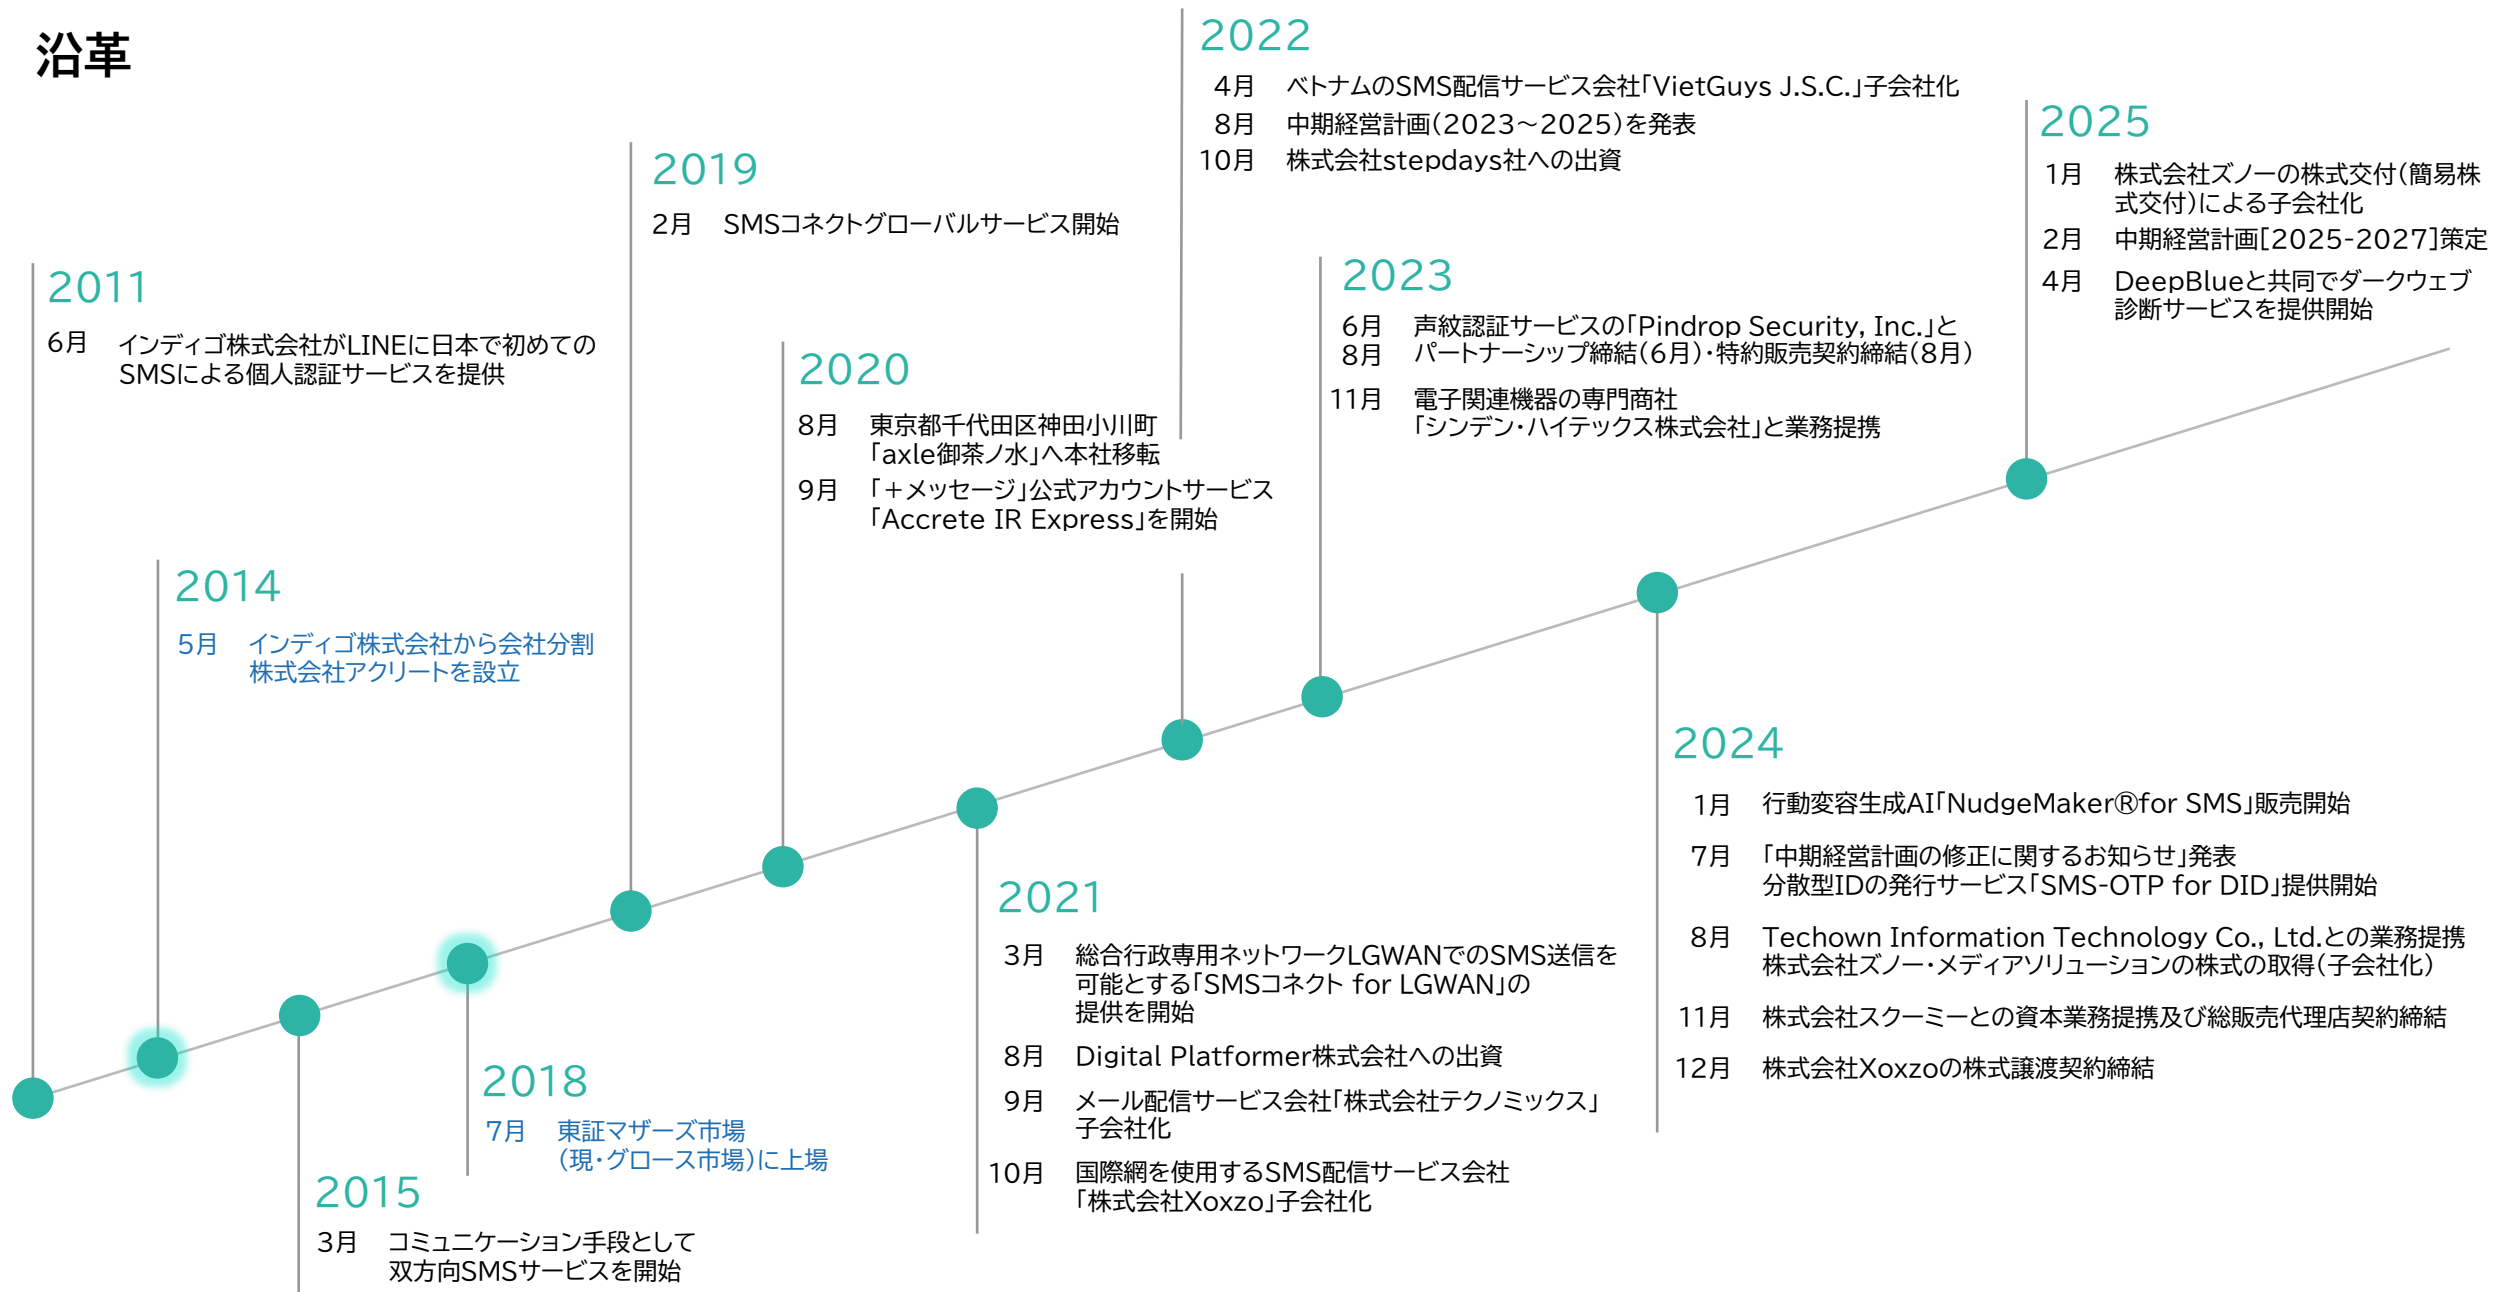 沿革
2011
6月 インディゴ株式会社がLINEに日本で初めての
SMSによる個人認証サービスを提供
2014
5月 インディゴ株式会社から会社分割
株式会社アクリートを設立
2015
3月 コミュニケーション手段として
双方向SMSサービスを開始
2018
7月 東証マザーズ市場
(現・グロース市場)に上場
2019
2月 SMSコネクトグローバルサービス開始
2020
8月 東京都千代田区神田小川町
「axle御茶ノ水」へ本社移転
9月 「+メッセージ」公式アカウントサービス
「Accrete IR Express」を開始
2021
3月 総合行政専用ネットワークLGWANでのSMS送信を
可能とする「SMSコネクト for LGWAN」の
提供を開始
8月 Digital Platformer株式会社への出資
9月 メール配信サービス会社「株式会社テクノミックス」
子会社化
10月 国際網を使用するSMS配信サービス会社
「株式会社Xoxzo」子会社化
2022
4月 ベトナムのSMS配信サービス会社「VietGuys J.S.C.」子会社化
8月 中期経営計画(2023～2025)を発表
10月 株式会社stepdays社への出資
2023
6月 声紋認証サービスの「Pindrop Security, Inc.」と
8月 パートナーシップ締結(6月)・特約販売契約締結(8月)
11月 電子関連機器の専門商社
「シンデン・ハイテックス株式会社」と業務提携
2024
1月 行動変容生成AI「NudgeMaker®for SMS」販売開始
7月 「中期経営計画の修正に関するお知らせ」発表
分散型IDの発行サービス「SMS-OTP for DID」提供開始
8月 Techown Information Technology Co., Ltd.との業務提携
株式会社ズノー・メディアソリューションの株式の取得(子会社化)
11月 株式会社スクーミーとの資本業務提携及び総販売代理店契約締結
12月 株式会社Xoxzoの株式譲渡契約締結
2025
1月 株式会社ズノーの株式交付(簡易株
式交付)による子会社化
2月 中期経営計画[2025-2027]策定
4月 DeepBlueと共同でダークウェブ
診断サービスを提供開始